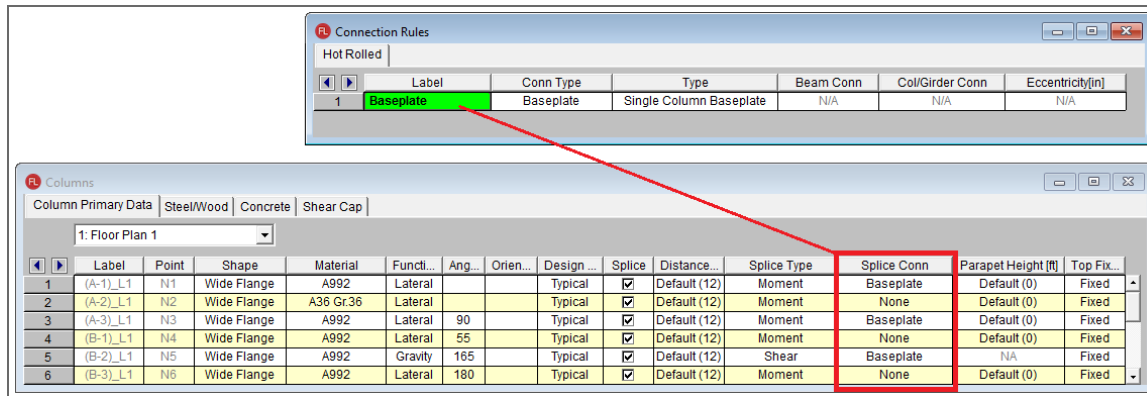 FL Connection Rules
Hot Rolled
Label Conn Type Type Beam Conn Col/Girder Conn Eccentricity[in]
1 Baseplate Baseplate Single Column Baseplate N/A N/A N/A
FL Columns
Column Primary Data Steel/Wood Concrete Shear Cap
1: Floor Plan 1
Label Point Shape Material Functi... Ang... Orien... Design ... Splice Distance... Splice Type Splice Conn Parapet Height [ft] Top Fix...
1 (A-1)_L1 N1 Wide Flange A992 Lateral Typical Default (12) Moment Baseplate Default (0) Fixed
2 (A-2)_L1 N2 Wide Flange A36 Gr.36 Lateral Typical Default (12) Moment None Default (0) Fixed
3 (A-3)_L1 N3 Wide Flange A992 Lateral 90 Typical Default (12) Moment Baseplate Default (0) Fixed
4 (B-1)_L1 N4 Wide Flange A992 Lateral 55 Typical Default (12) Moment None Default (0) Fixed
5 (B-2)_L1 N5 Wide Flange A992 Gravity 165 Typical Default (12) Shear Baseplate NA Fixed
6 (B-3)_L1 N6 Wide Flange A992 Lateral 180 Typical Default (12) Moment None Default (0) Fixed